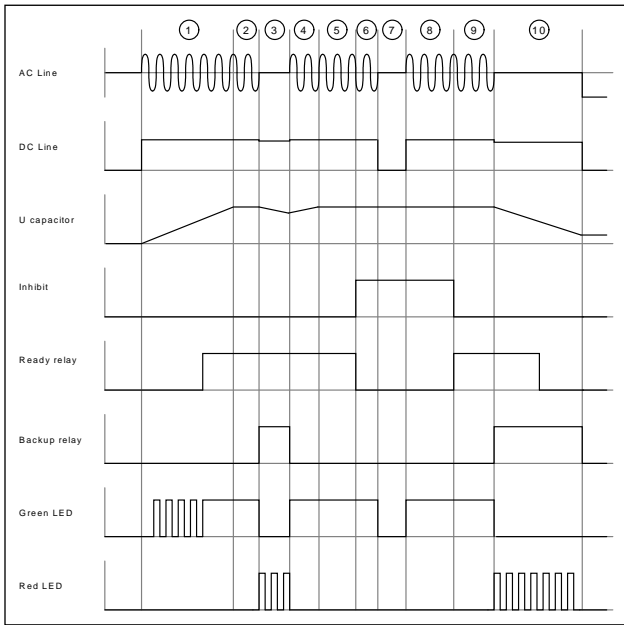 1 2 3 4 5 6 7 8 9 10
AC Line
DC Line
U capacitor
Inhibit
Ready relay
Backup relay
Green LED
Red LED